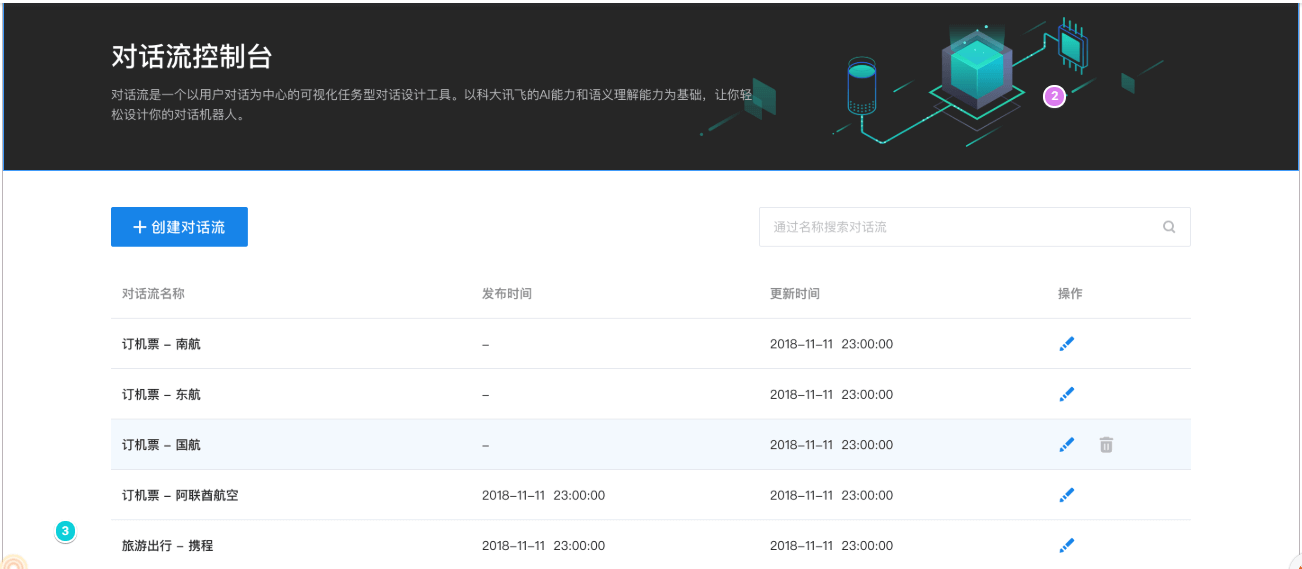 对话流控制台
对话流是一个以用户对话为中心的可视化任务型对话设计工具。以科大讯飞的AI能力和语义理解能力为基础，让你轻
松设计你的对话机器人。
2
+ 创建对话流
通过名称搜索对话流
对话流名称 发布时间 更新时间 操作
订机票 – 南航 – 2018–11–11 23:00:00
订机票 – 东航 – 2018–11–11 23:00:00
订机票 – 国航 – 2018–11–11 23:00:00
订机票 – 阿联酋航空 2018–11–11 23:00:00 2018–11–11 23:00:00
3
旅游出行 – 携程 2018–11–11 23:00:00 2018–11–11 23:00:00